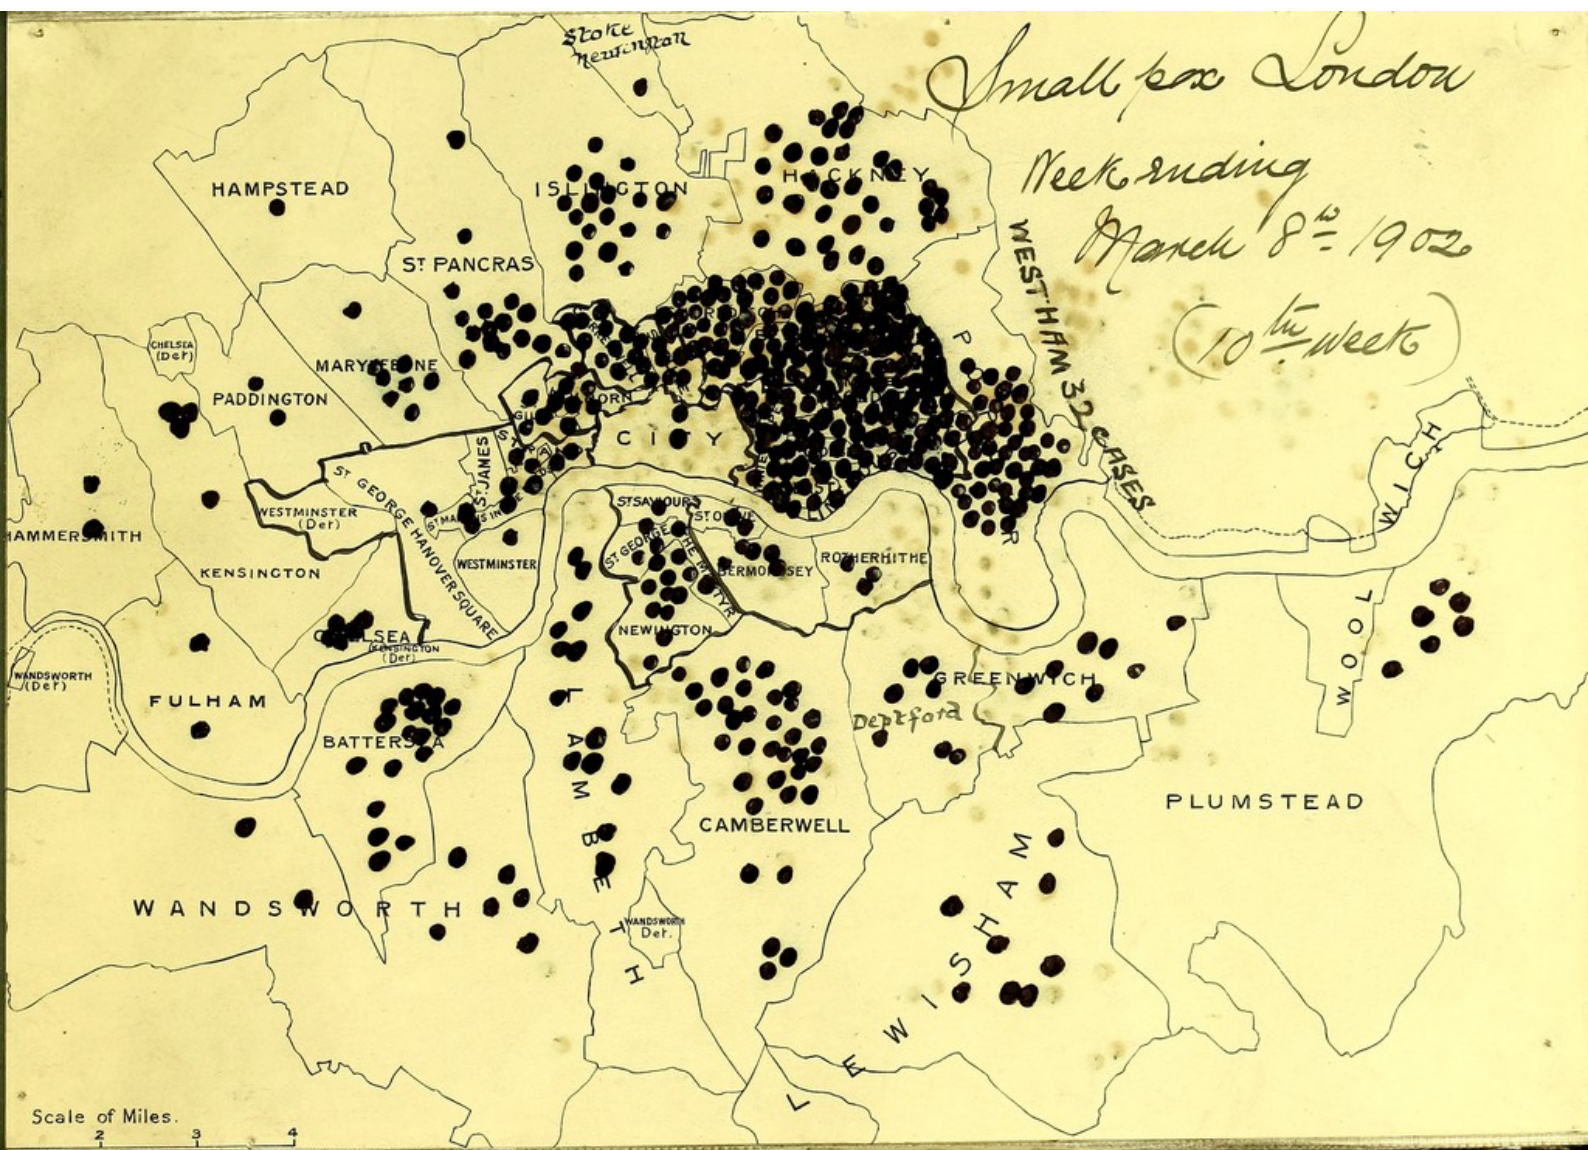 Small pox London
Week ending
March 8th 1902
(10th week)
Stoke
Newington
HAMPSTEAD
ISLINGTON
HACKNEY
ST PANCRAS
WEST HAM 32 CASES
CHELSEA
(Det)
MARYLEBONE
PADDINGTON
CITY
ST JAMES
ST GEORGE HANOVER SQUARE
WESTMINSTER
(Det)
HAMMERSMITH
KENSINGTON
WESTMINSTER
ST SAVIOURS
ST OLAVE
ST GEORGE THE MARTYR
BERMONDSEY
ROTHERHITHE
NEWINGTON
CHELSEA
KENSINGTON
(Det)
WANDSWORTH
(Det)
FULHAM
BATTERSEA
LAMBETH
GREENWICH
Deptford
WOOLWICH
PLUMSTEAD
CAMBERWELL
WANDSWORTH
WANDSWORTH
Det.
LEWISHAM
Scale of Miles.
2 3 4